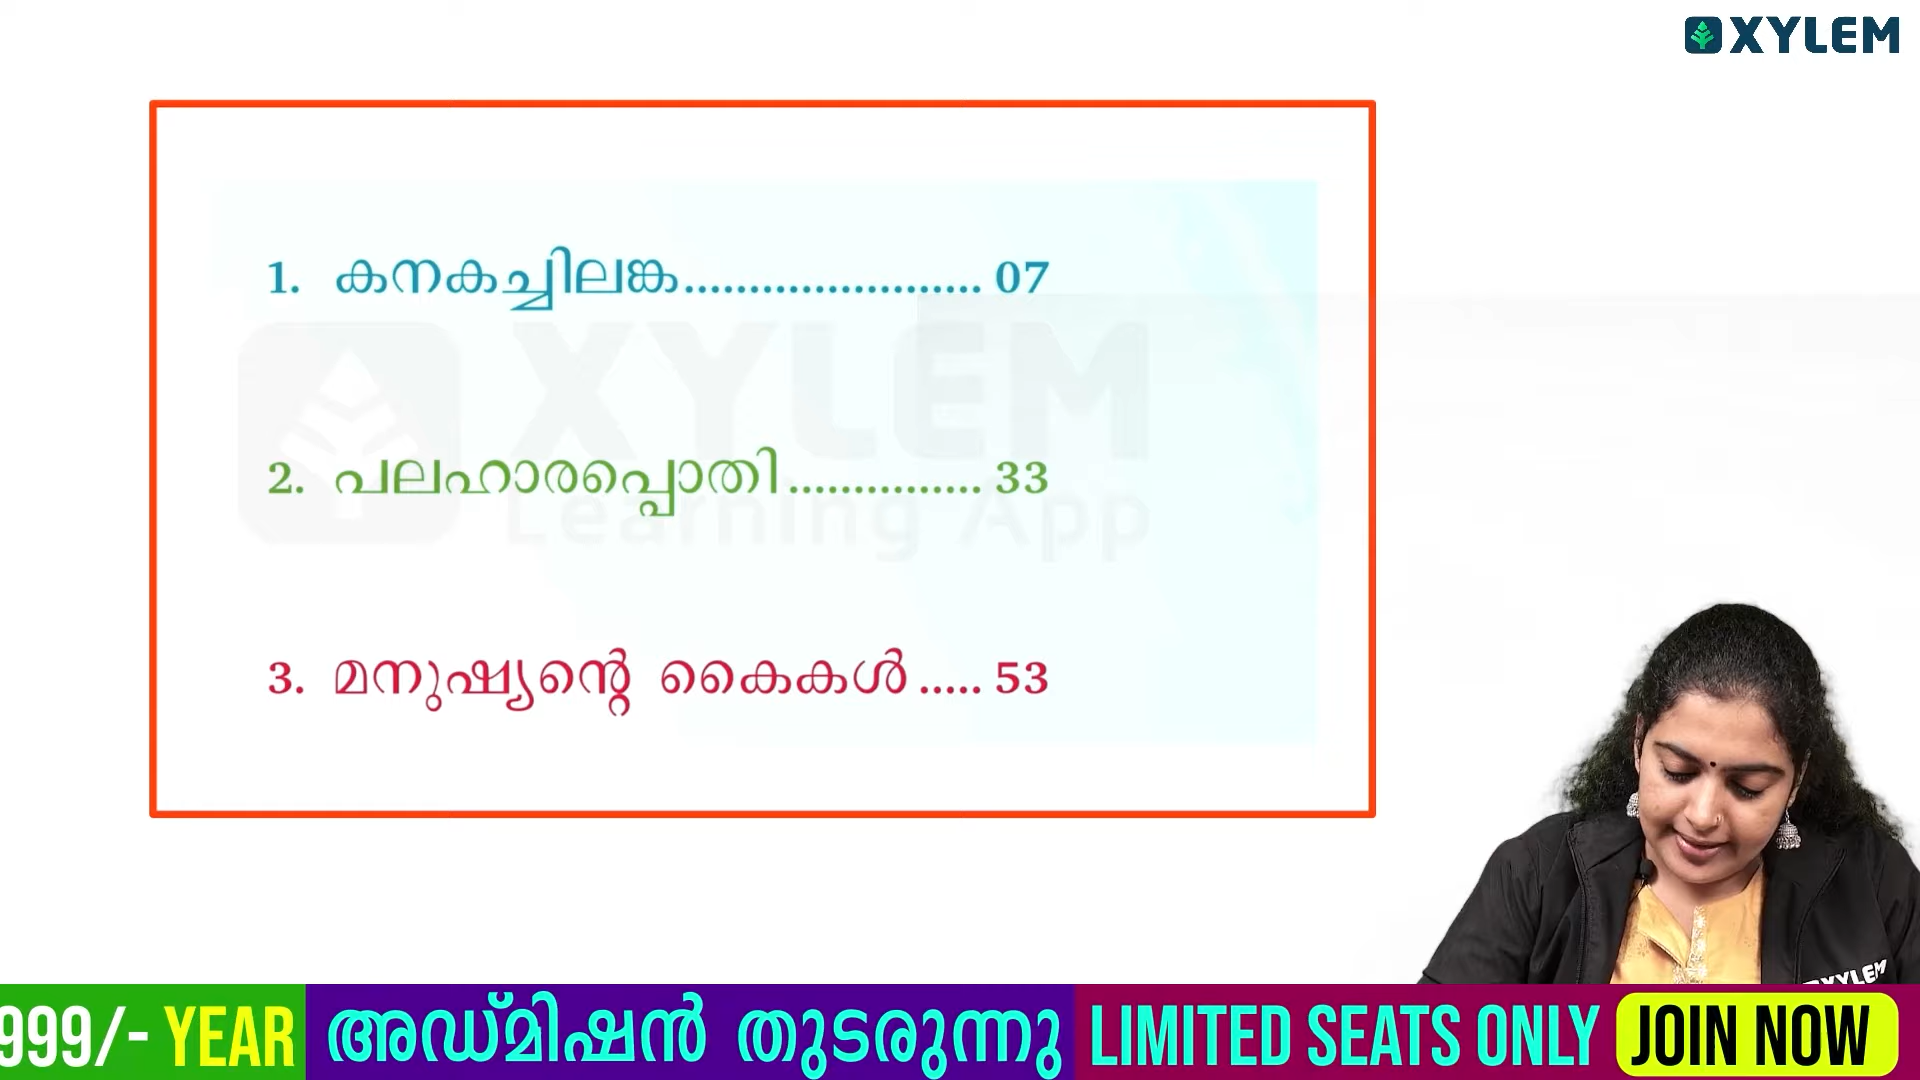 XYLEM
1. കനകച്ചിലങ്ക....................... 07
XYLEM
2. പലഹാരപ്പൊതി............... 33
Learning App
3. മനുഷ്യന്റെ കൈകൾ..... 53
XYLEM
999/- YEAR അഡ്മിഷൻ തുടരുന്നു LIMITED SEATS ONLY JOIN NOW